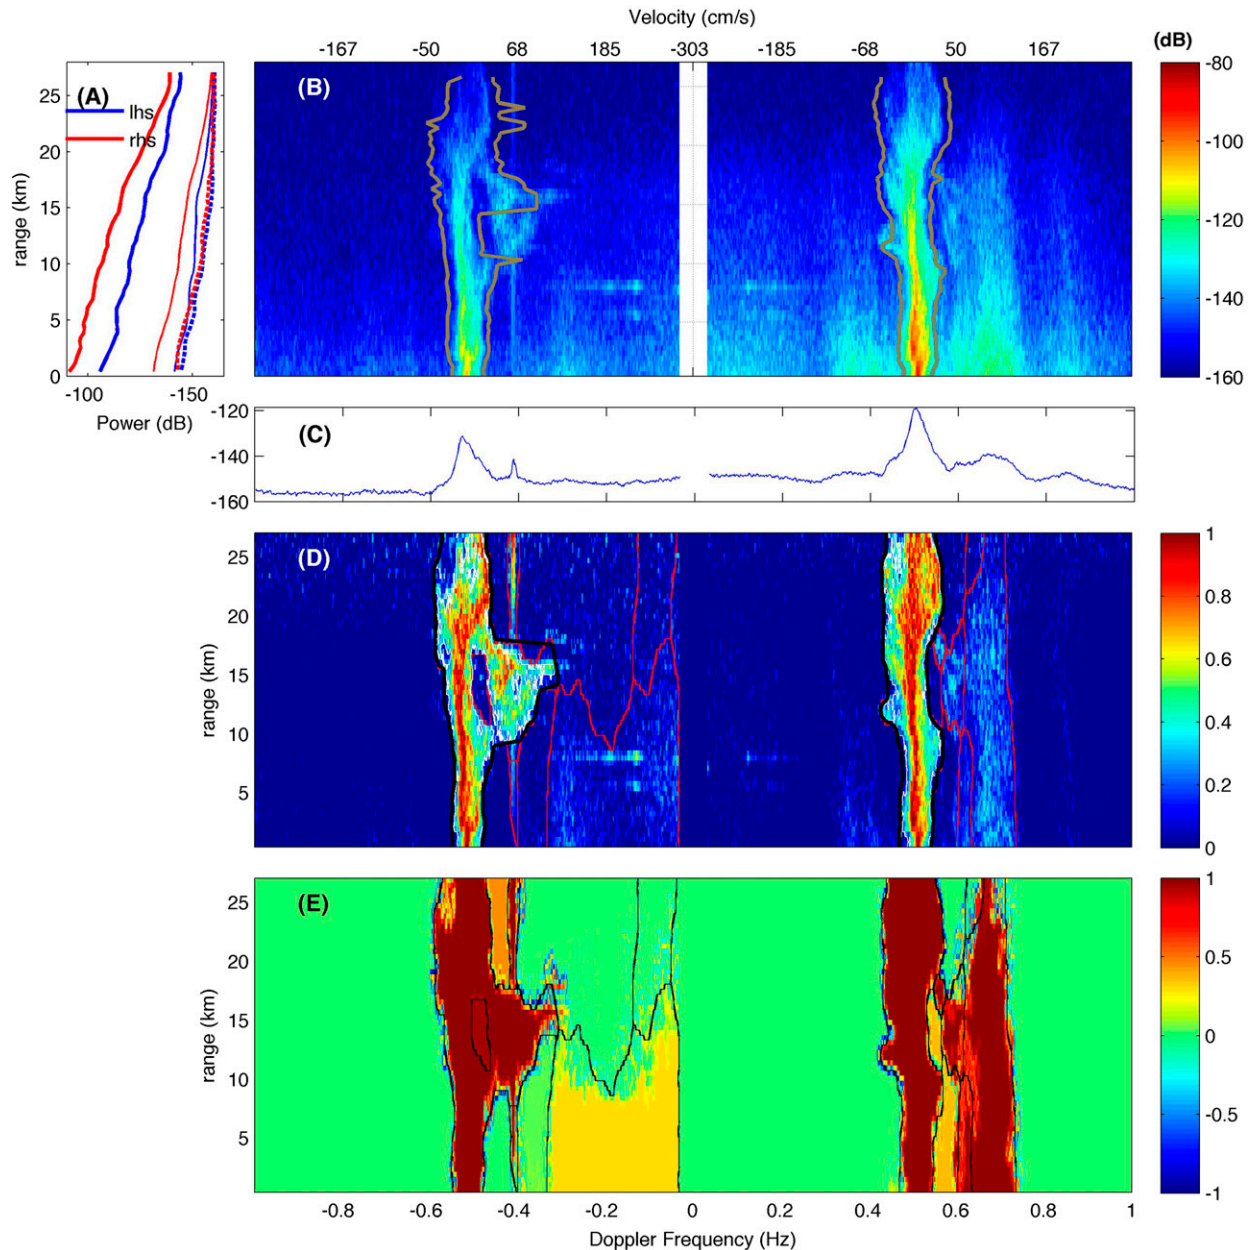 Velocity (cm/s)
-167 -50 68 185 -303 -185 -68 50 167
(dB)
(A)
lhs
rhs
25
20
15
10
5
0
range (km)
-100 -150
Power (dB)
(B)
-80
-100
-120
-140
-160
-120
-140
-160
(C)
(D)
25
20
15
10
5
range (km)
1
0.8
0.6
0.4
0.2
0
(E)
25
20
15
10
5
range (km)
1
0.5
0
-0.5
-1
-0.8 -0.6 -0.4 -0.2 0 0.2 0.4 0.6 0.8 1
Doppler Frequency (Hz)